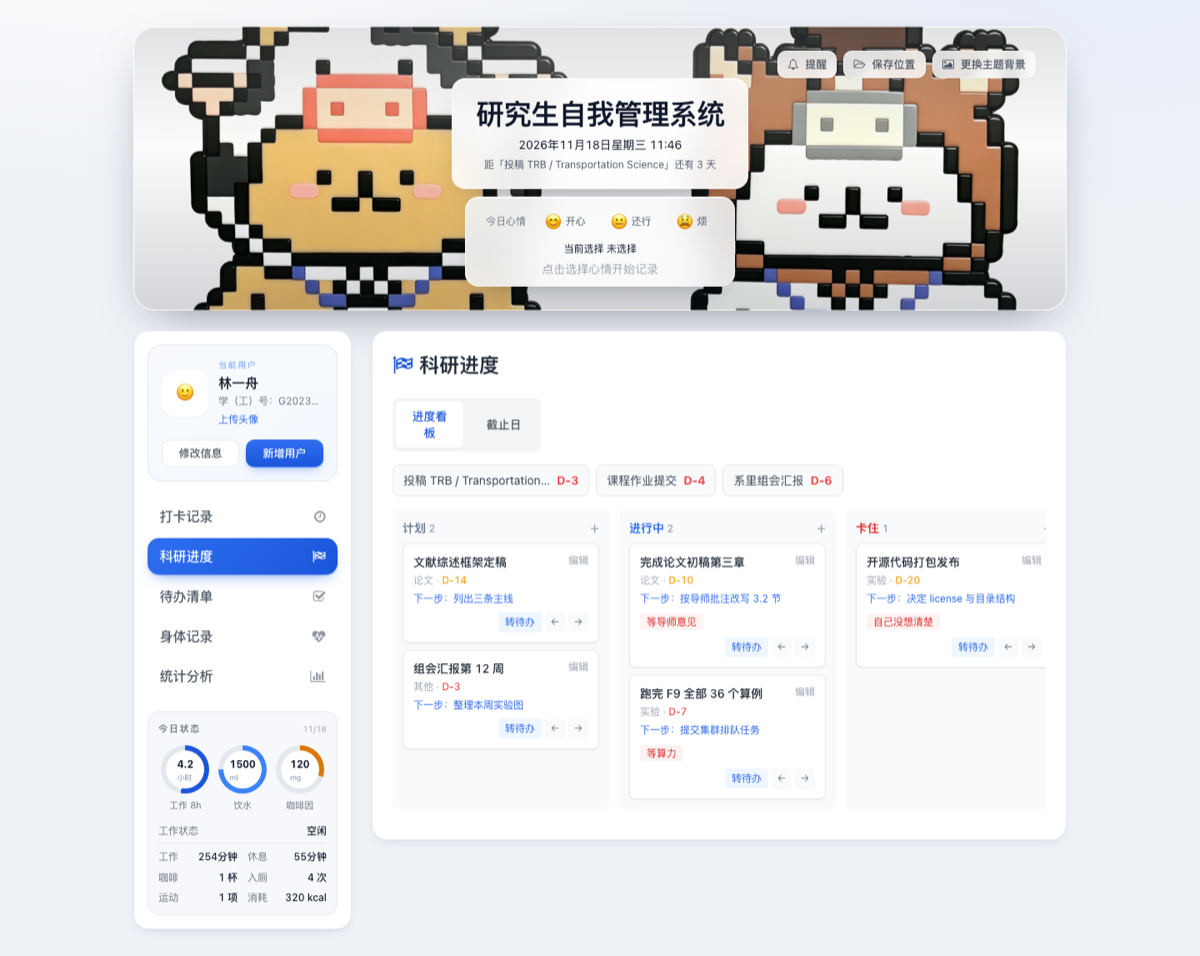 提醒
保存位置
更换主题背景
研究生自我管理系统
2026年11月18日星期三 11:46
距「投稿 TRB / Transportation Science」还有 3 天
今日心情 开心 还行 烦
当前选择 未选择
点击选择心情开始记录
当前用户
林一舟
学（工）号：G2023...
上传头像
修改信息
新增用户
打卡记录
科研进度
待办清单
身体记录
统计分析
今日状态 11/18
4.2
小时
工作 8h
1500
ml
饮水
120
mg
咖啡因
工作状态 空闲
工作 254分钟 休息 55分钟
咖啡 1 杯 入厕 4 次
运动 1 项 消耗 320 kcal
科研进度
进度看
板
截止日
投稿 TRB / Transportation... D-3
课程作业提交 D-4
系里组会汇报 D-6
计划 2 +
文献综述框架定稿 编辑
论文 · D-14
下一步：列出三条主线
转待办 ← →
组会汇报第 12 周 编辑
其他 · D-3
下一步：整理本周实验图
转待办 ← →
进行中 2 +
完成论文初稿第三章 编辑
论文 · D-10
下一步：按导师批注改写 3.2 节
等导师意见
转待办 ← →
跑完 F9 全部 36 个算例 编辑
实验 · D-7
下一步：提交集群排队任务
等算力
转待办 ← →
卡住 1
开源代码打包发布 编辑
实验 · D-20
下一步：决定 license 与目录结构
自己没想清楚
转待办 ← →